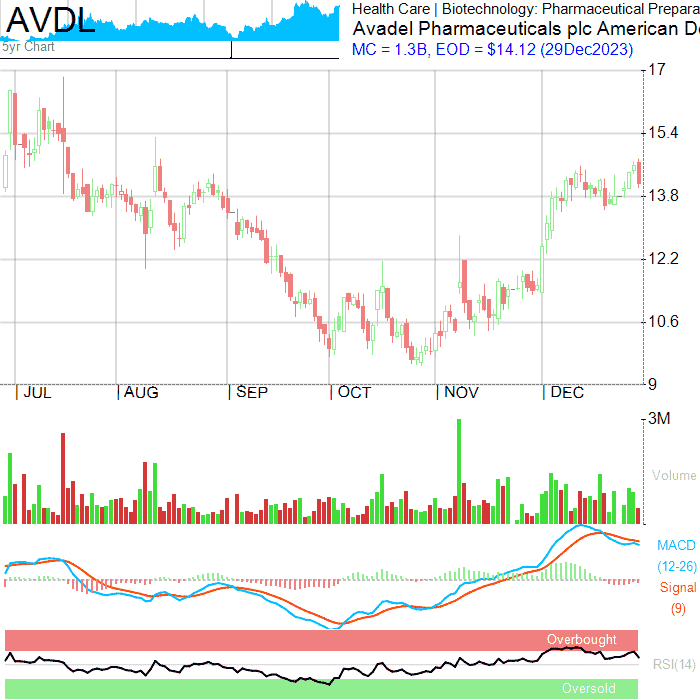 AVDL
5yr Chart
Health Care | Biotechnology: Pharmaceutical Prepara
Avadel Pharmaceuticals plc American De
MC = 1.3B, EOD = $14.12 (29Dec2023)
17
15.4
13.8
12.2
10.6
9
JUL AUG SEP OCT NOV DEC
3M
Volume
MACD
(12-26)
Signal
(9)
Overbought
RSI(14)
Oversold